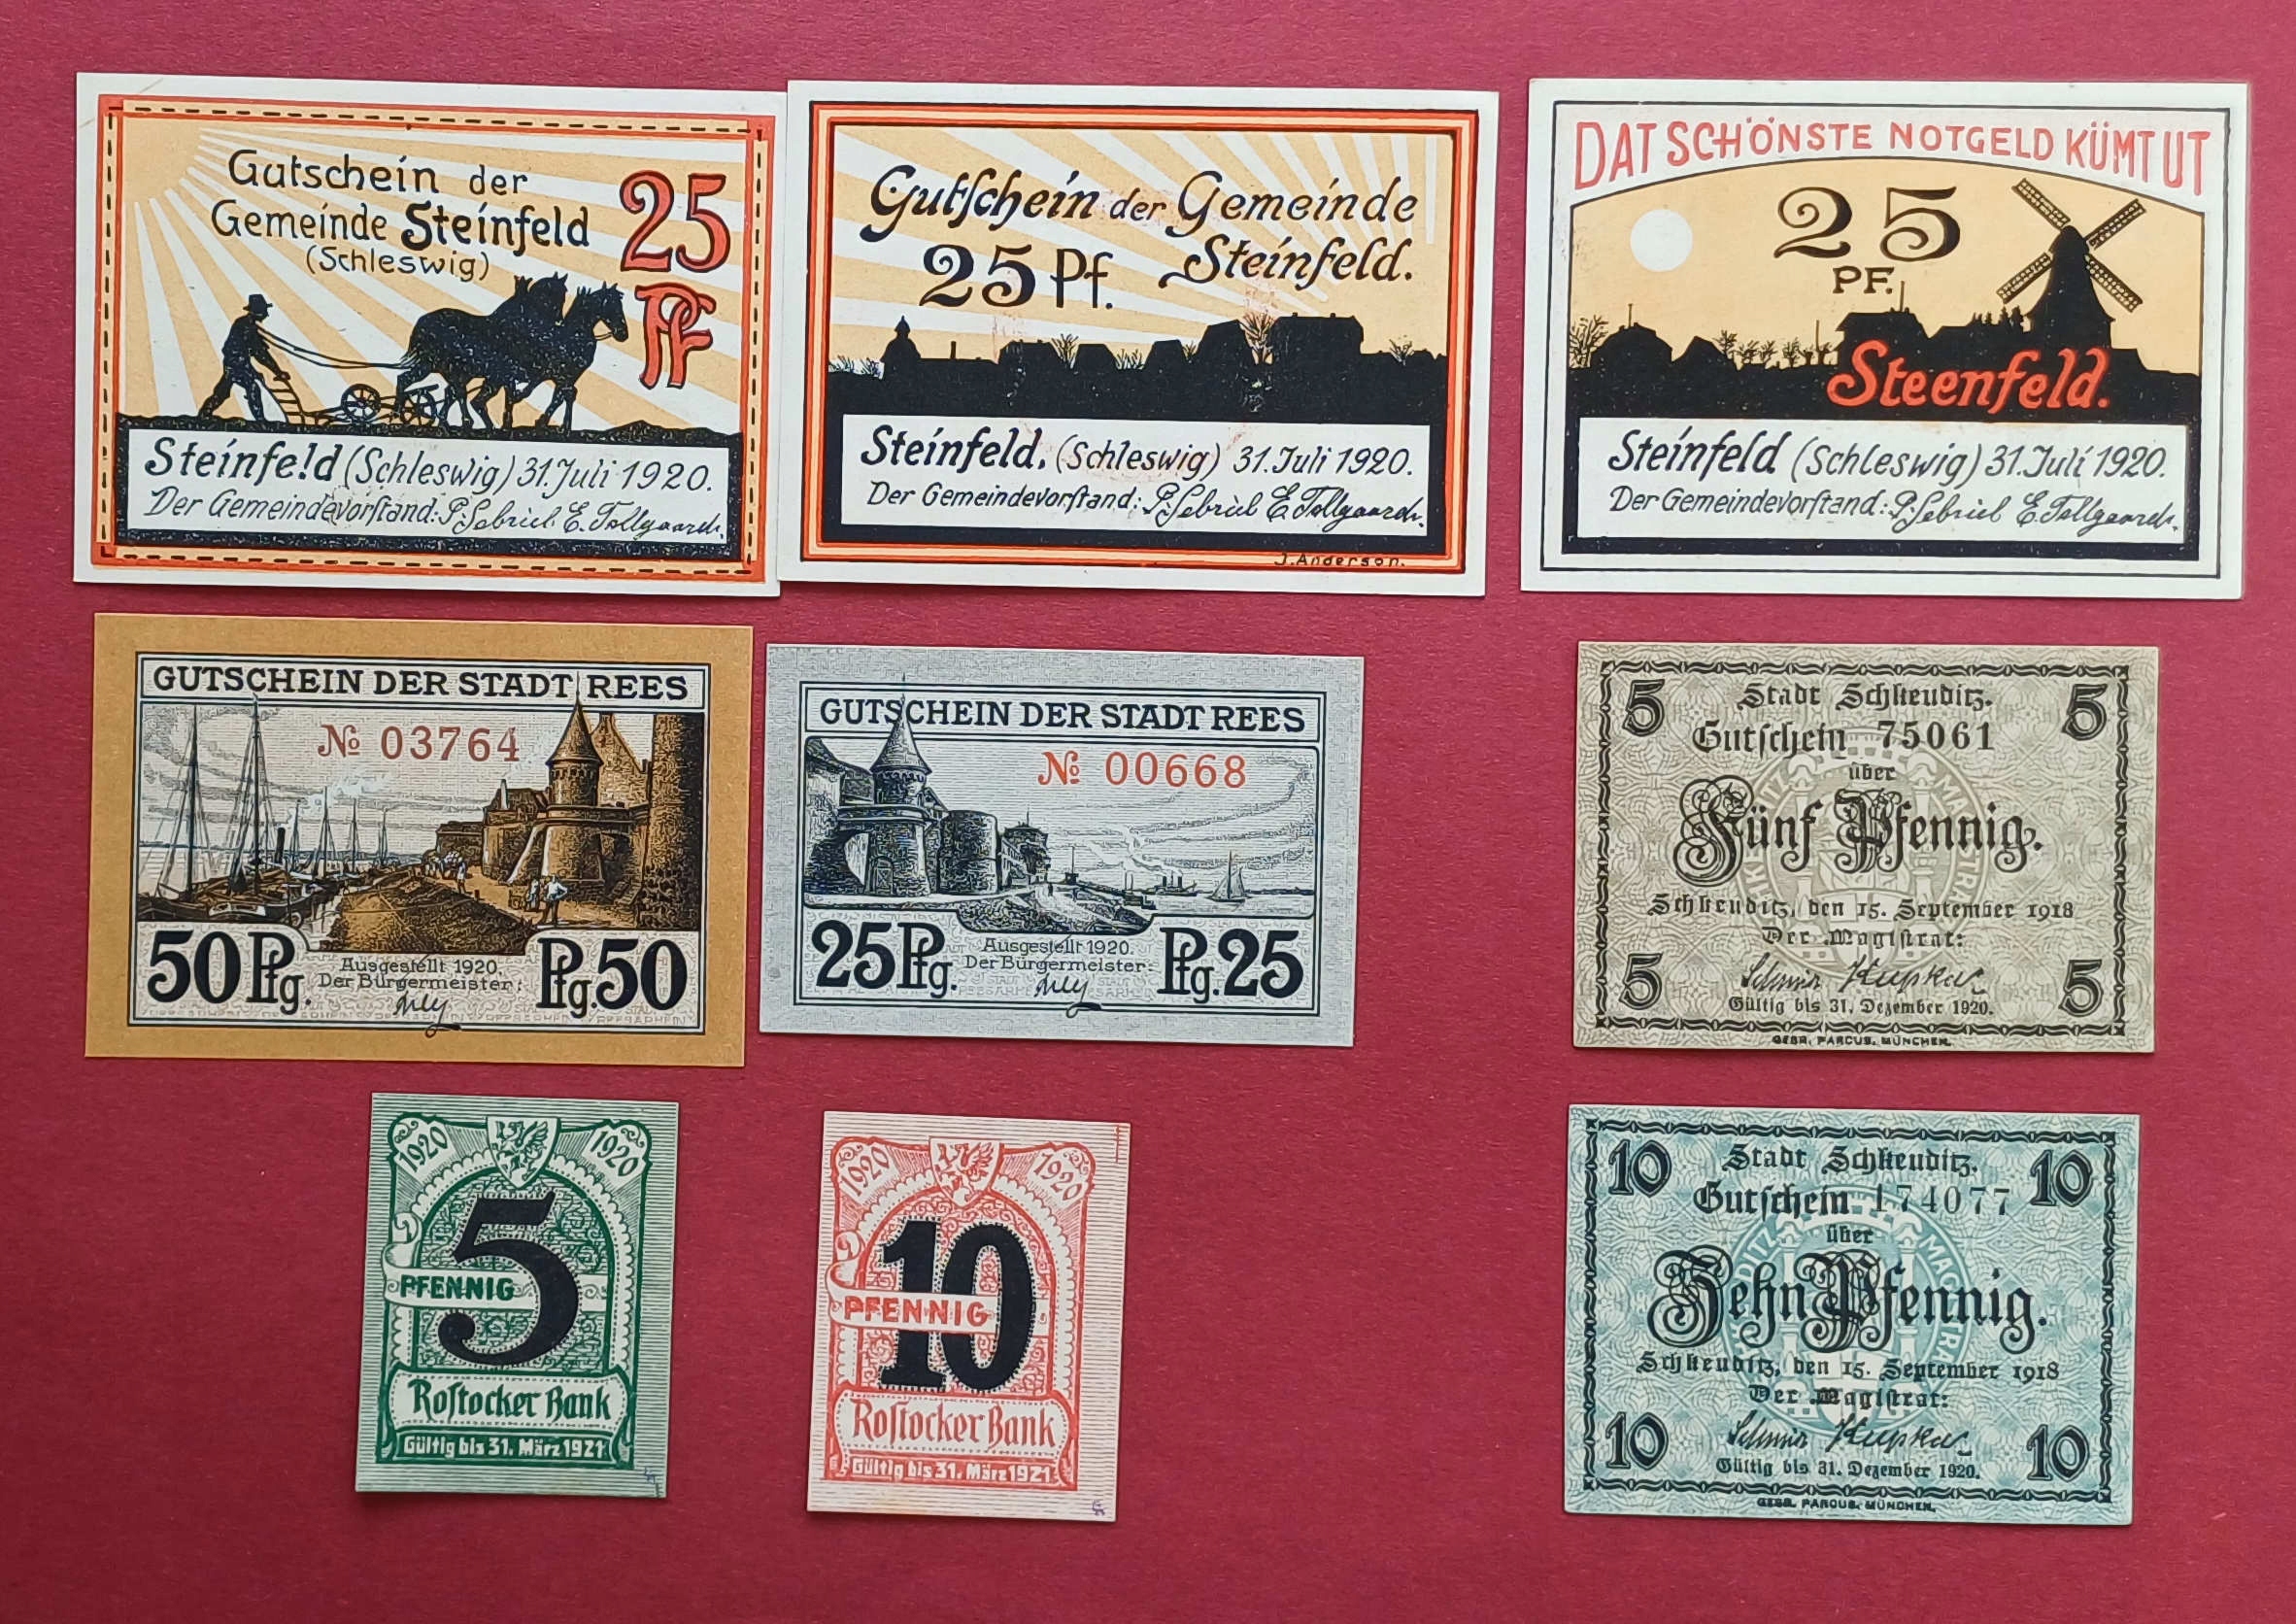 Gutschein der
Gemeinde Steinfeld
(Schleswig)
25
Pf
Steinfeld (Schleswig) 31. Juli 1920.
Der Gemeindevorstand:
Gutschein der Gemeinde
25 Pf. Steinfeld.
Steinfeld, (Schleswig) 31. Juli 1920.
Der Gemeindevorstand:
J. Anderson.
DAT SCHÖNSTE NOTGELD KÜMT UT
25
PF.
Steenfeld.
Steinfeld (Schleswig) 31. Juli 1920.
Der Gemeindevorstand:
GUTSCHEIN DER STADT REES
№ 03764
50 Pfg. Pfg. 50
Ausgestellt 1920.
Der Bürgermeister:
GUTSCHEIN DER STADT REES
№ 00668
25 Pfg. Pfg. 25
Ausgestellt 1920.
Der Bürgermeister:
5 Stadt Schkeuditz. 5
Gutschein 75061
über
Fünf Pfennig.
Schkeuditz, den 15. September 1918
Der Magistrat:
5 5
Gültig bis 31. Dezember 1920.
GEBR. PARCUS. MÜNCHEN.
1920 1920
5
PFENNIG
Rostocker Bank
Gültig bis 31. März 1921
1920 1920
10
PFENNIG
Rostocker Bank
Gültig bis 31. März 1921
10 Stadt Schkeuditz. 10
Gutschein 174077
über
Zehn Pfennig.
Schkeuditz, den 15. September 1918
Der Magistrat:
10 10
Gültig bis 31. Dezember 1920.
GEBR. PARCUS. MÜNCHEN.